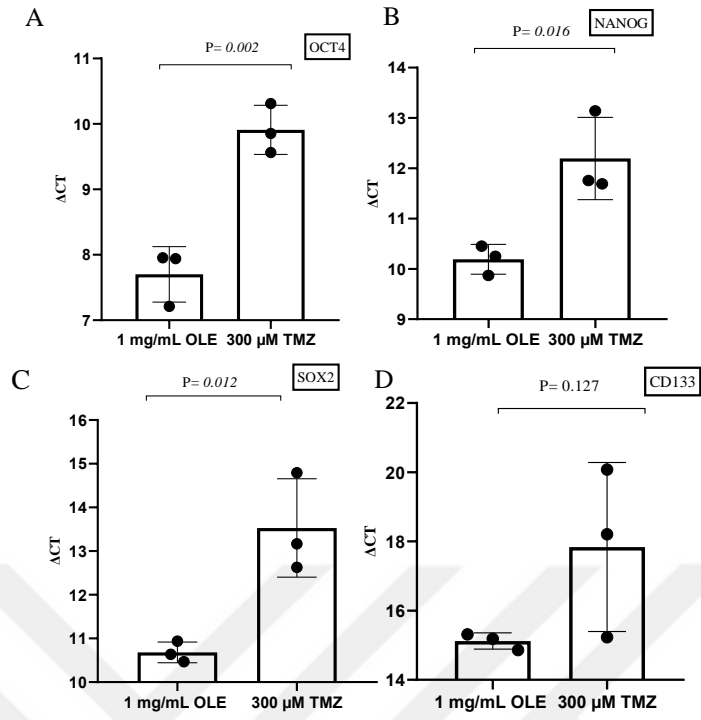 A
P= 0.002
OCT4
11
10
9
8
7
ΔCT
1 mg/mL OLE 300 µM TMZ
B
P= 0.016
NANOG
14
13
12
11
10
9
ΔCT
1 mg/mL OLE 300 µM TMZ
C
P= 0.012
SOX2
16
15
14
13
12
11
10
ΔCT
1 mg/mL OLE 300 µM TMZ
D
P= 0.127
CD133
22
20
18
16
14
ΔCT
1 mg/mL OLE 300 µM TMZ